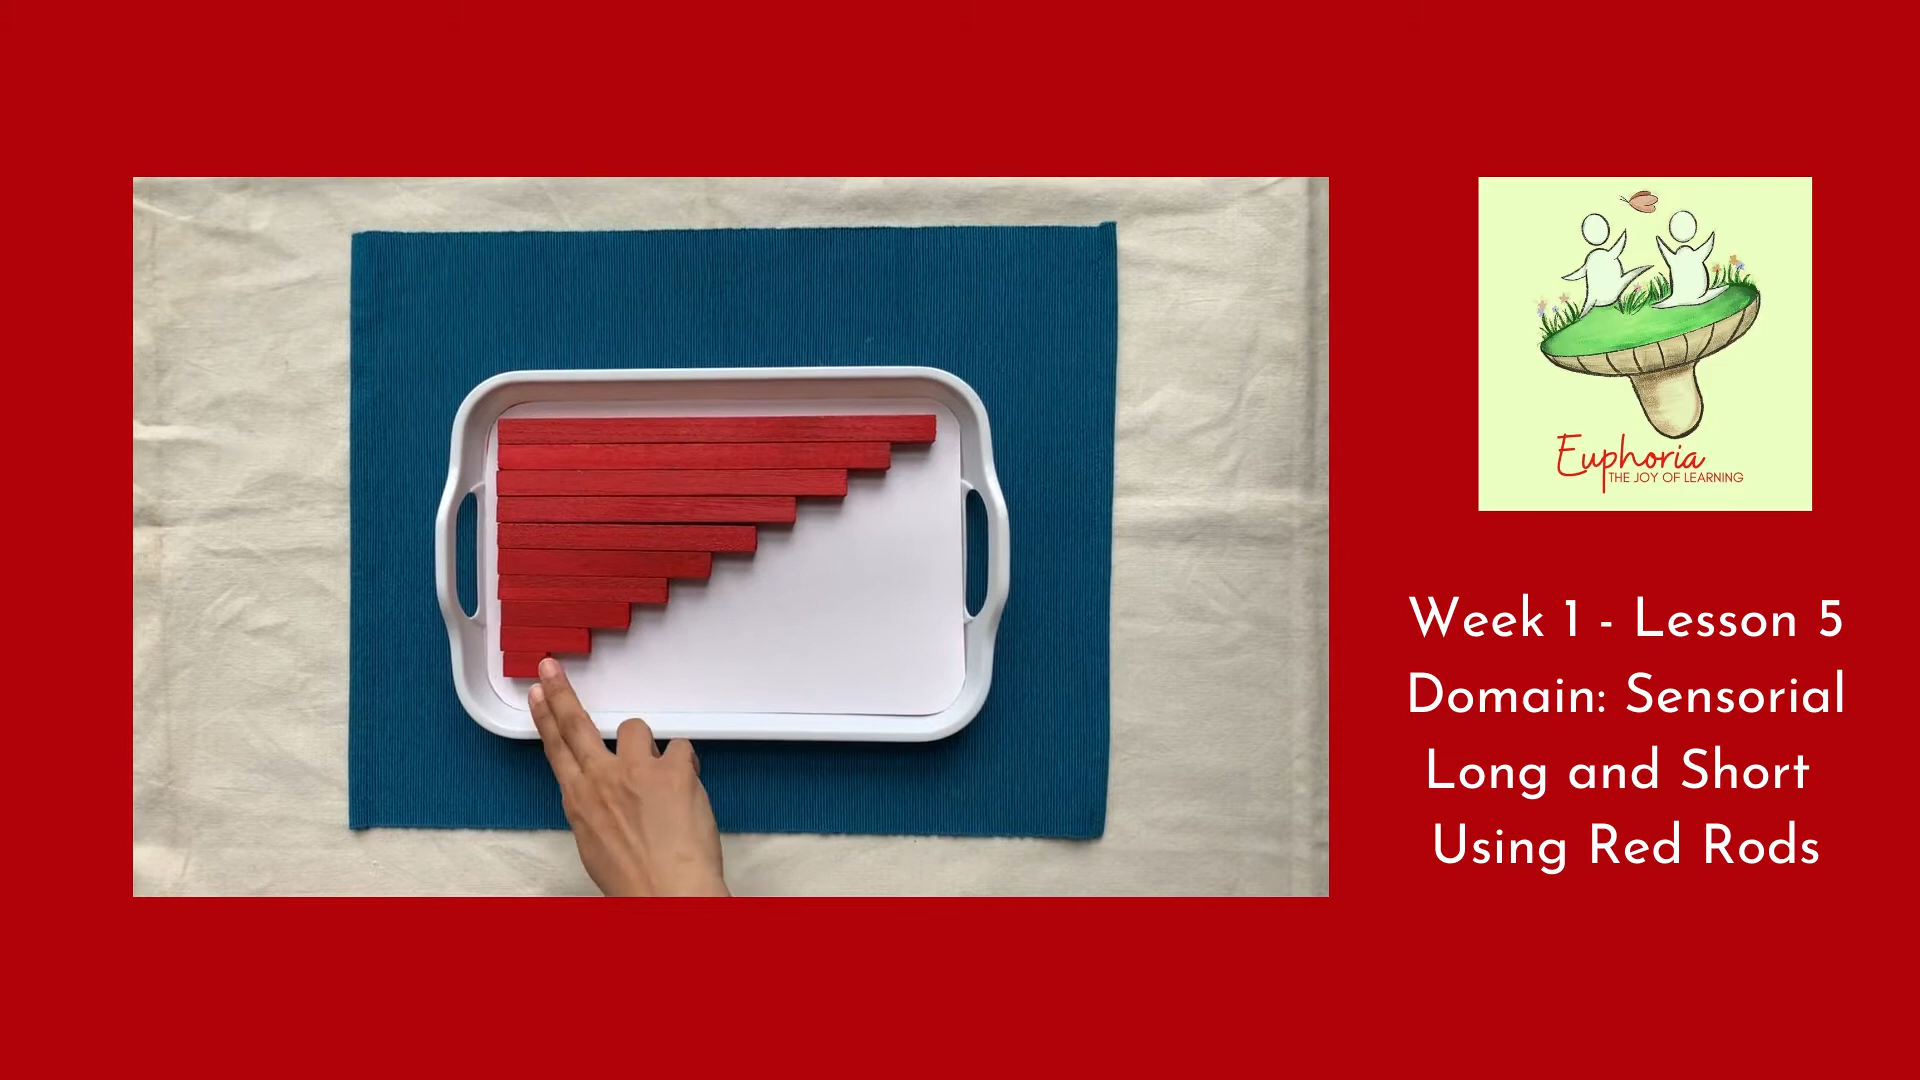 Euphoria
THE JOY OF LEARNING
Week 1 - Lesson 5
Domain: Sensorial
Long and Short
Using Red Rods